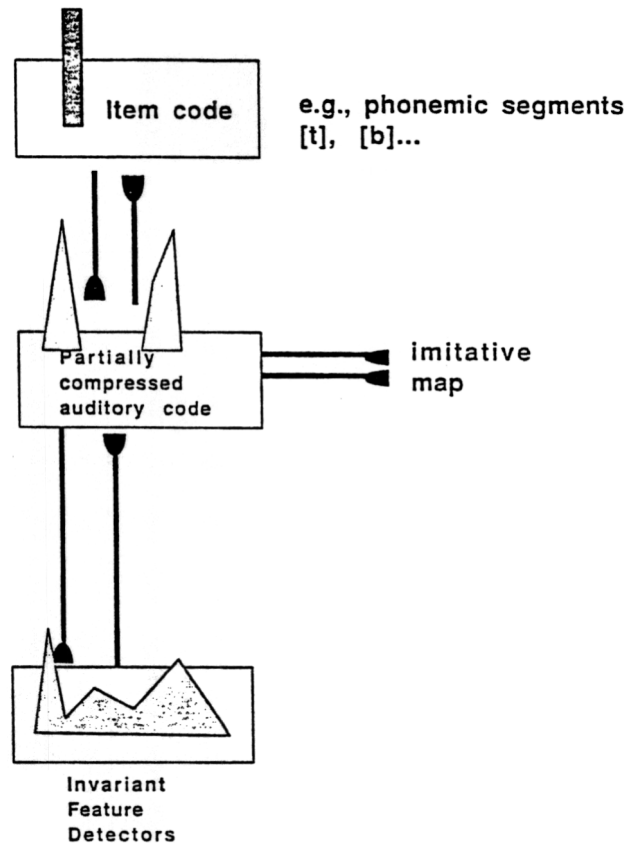 Item code
e.g., phonemic segments
[t], [b]...
Partially
compressed
auditory code
imitative
map
Invariant
Feature
Detectors